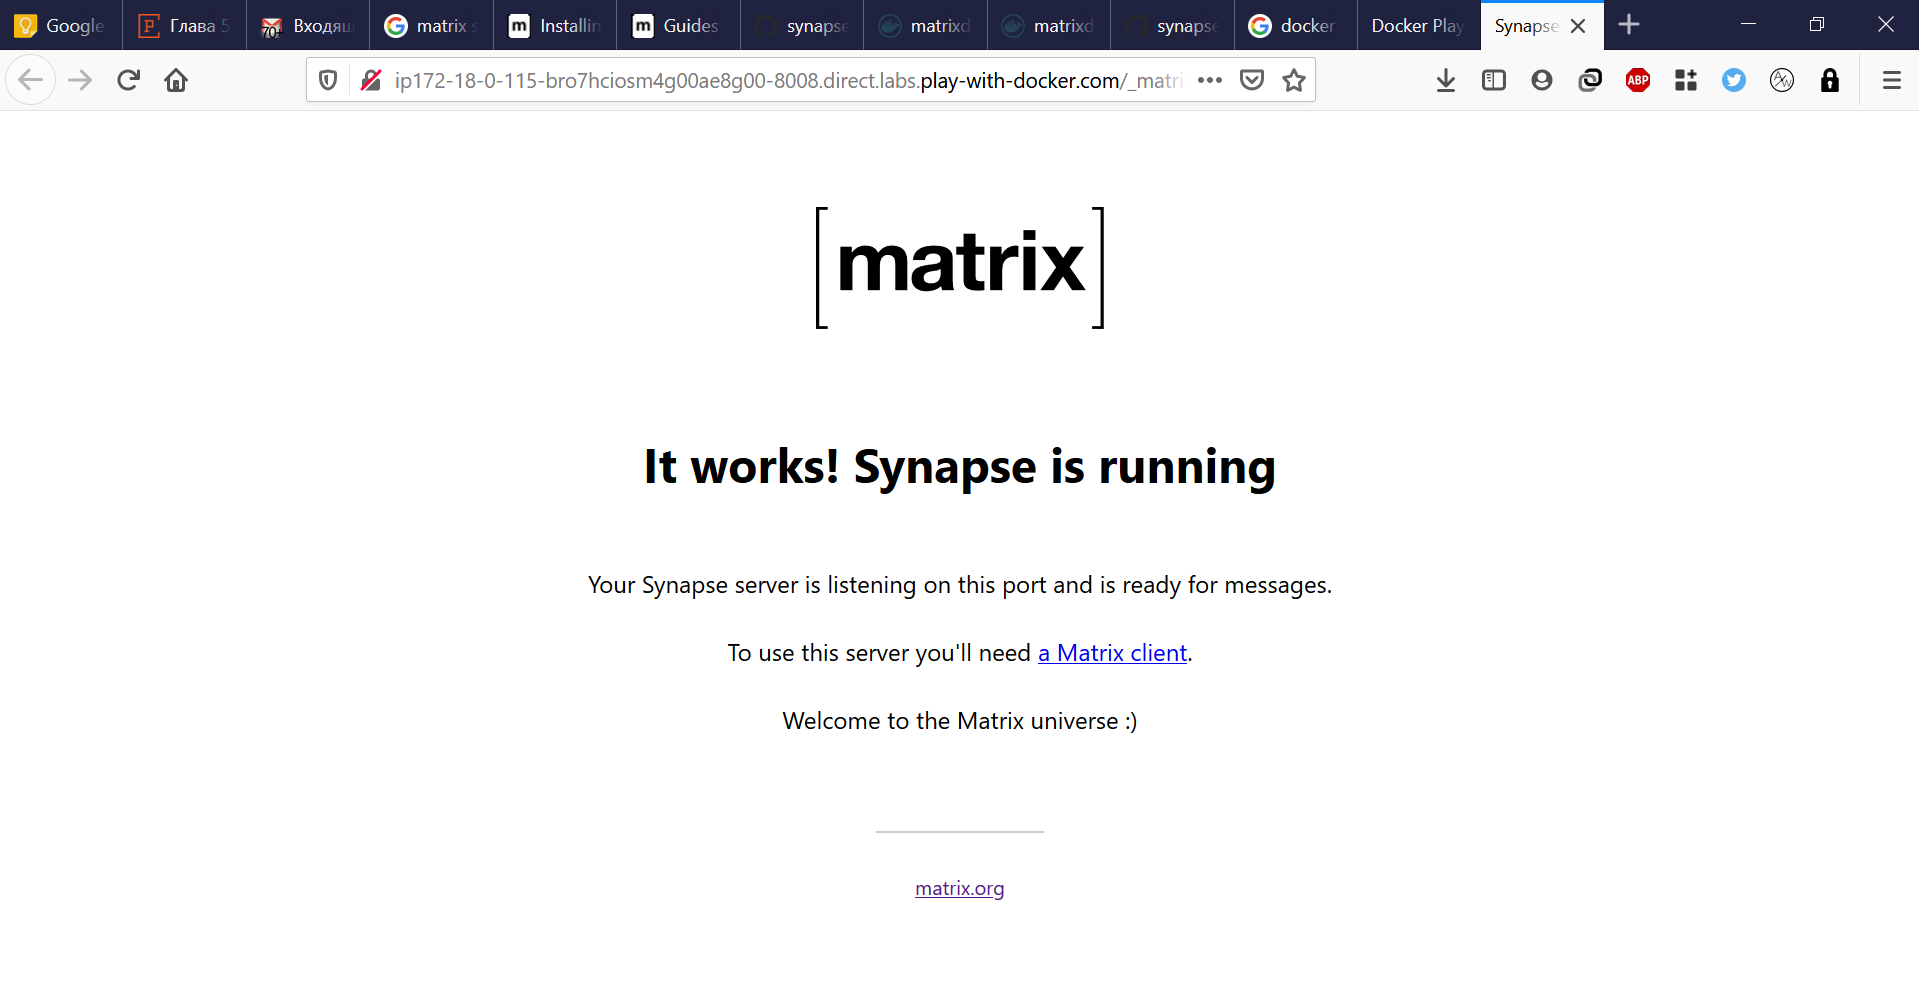 Google
Глава 5
Входящ
matrix s
Installin
Guides
synapse
matrixd
matrixd
synapse
docker
Docker Play
Synapse
70+
ip172-18-0-115-bro7hciosm4g00ae8g00-8008.direct.labs.play-with-docker.com/_matri
ABP
[matrix]
It works! Synapse is running
Your Synapse server is listening on this port and is ready for messages.
To use this server you'll need a Matrix client.
Welcome to the Matrix universe :)
matrix.org